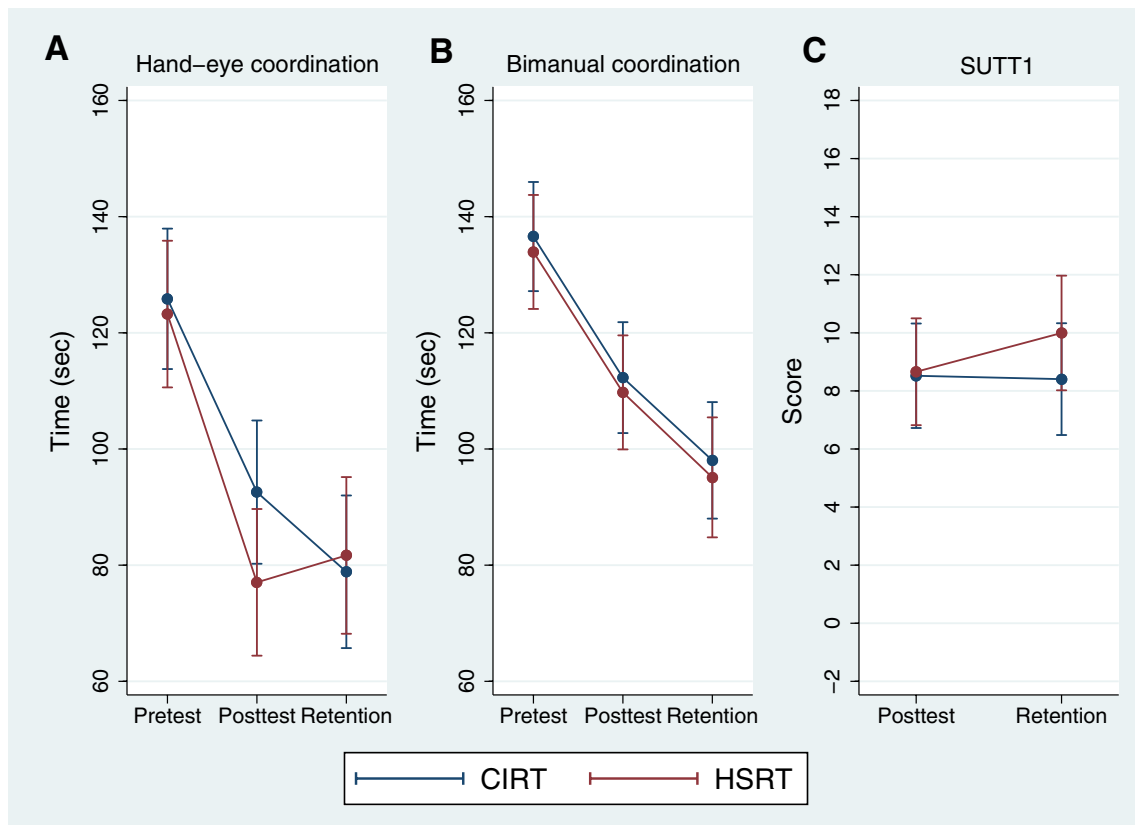 A
Hand−eye coordination
Time (sec)
160
140
120
100
80
60
Pretest Posttest Retention
B
Bimanual coordination
Time (sec)
160
140
120
100
80
60
Pretest Posttest Retention
C
SUTT1
Score
18
16
14
12
10
8
6
4
2
0
−2
Posttest Retention
CIRT HSRT